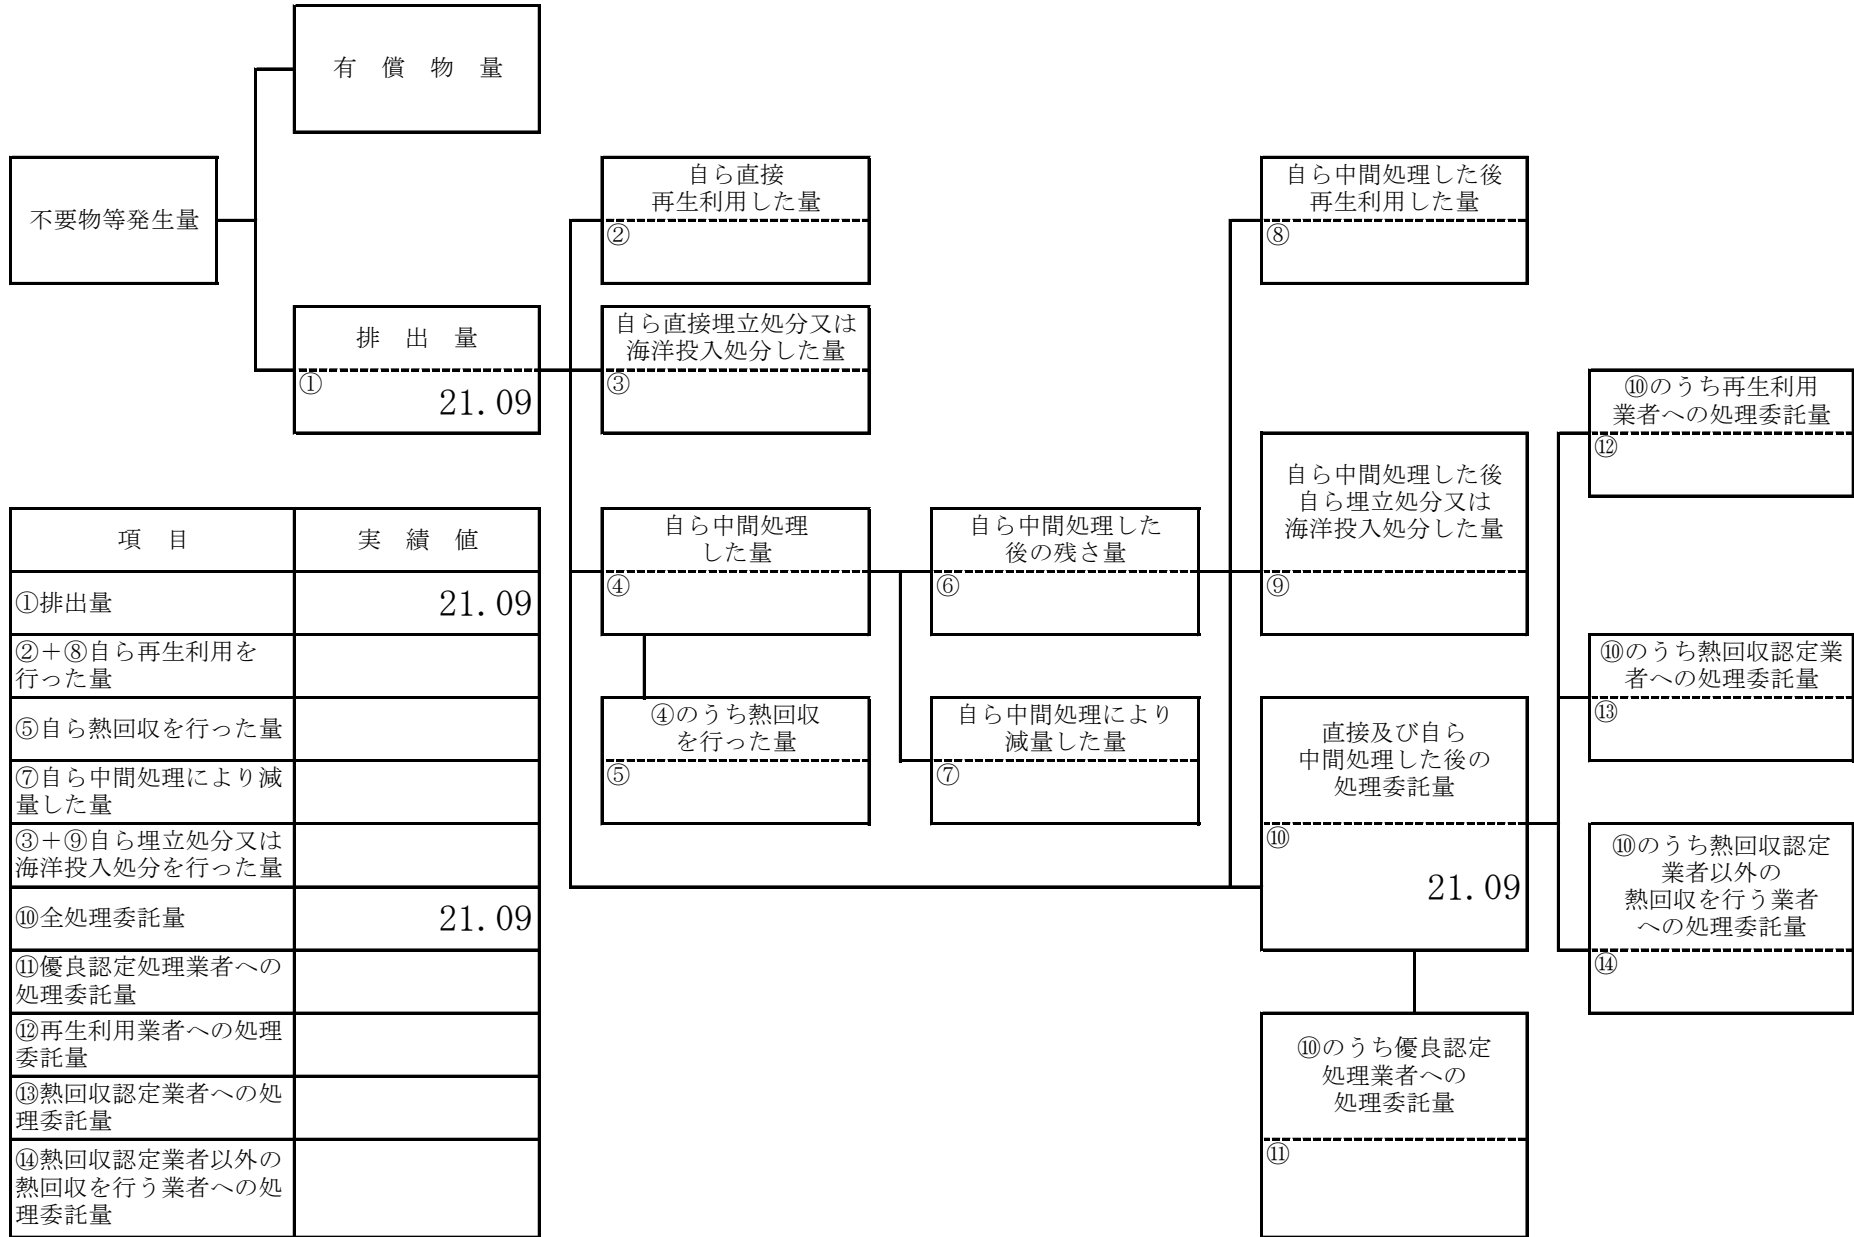 有 償 物 量
不要物等発生量
排 出 量
①
21.09
自ら直接
再生利用した量
②
自ら直接埋立処分又は
海洋投入処分した量
③
自ら中間処理
した量
④
④のうち熱回収
を行った量
⑤
自ら中間処理した
後の残さ量
⑥
自ら中間処理により
減量した量
⑦
自ら中間処理した後
再生利用した量
⑧
自ら中間処理した後
自ら埋立処分又は
海洋投入処分した量
⑨
直接及び自ら
中間処理した後の
処理委託量
⑩
21.09
⑩のうち優良認定
処理業者への
処理委託量
⑪
⑩のうち再生利用
業者への処理委託量
⑫
⑩のうち熱回収認定業
者への処理委託量
⑬
⑩のうち熱回収認定
業者以外の
熱回収を行う業者
への処理委託量
⑭
項 目 実 績 値
①排出量 21.09
②+⑧自ら再生利用を
行った量
⑤自ら熱回収を行った量
⑦自ら中間処理により減
量した量
③+⑨自ら埋立処分又は
海洋投入処分を行った量
⑩全処理委託量 21.09
⑪優良認定処理業者への
処理委託量
⑫再生利用業者への処理
委託量
⑬熱回収認定業者への処
理委託量
⑭熱回収認定業者以外の
熱回収を行う業者への処
理委託量